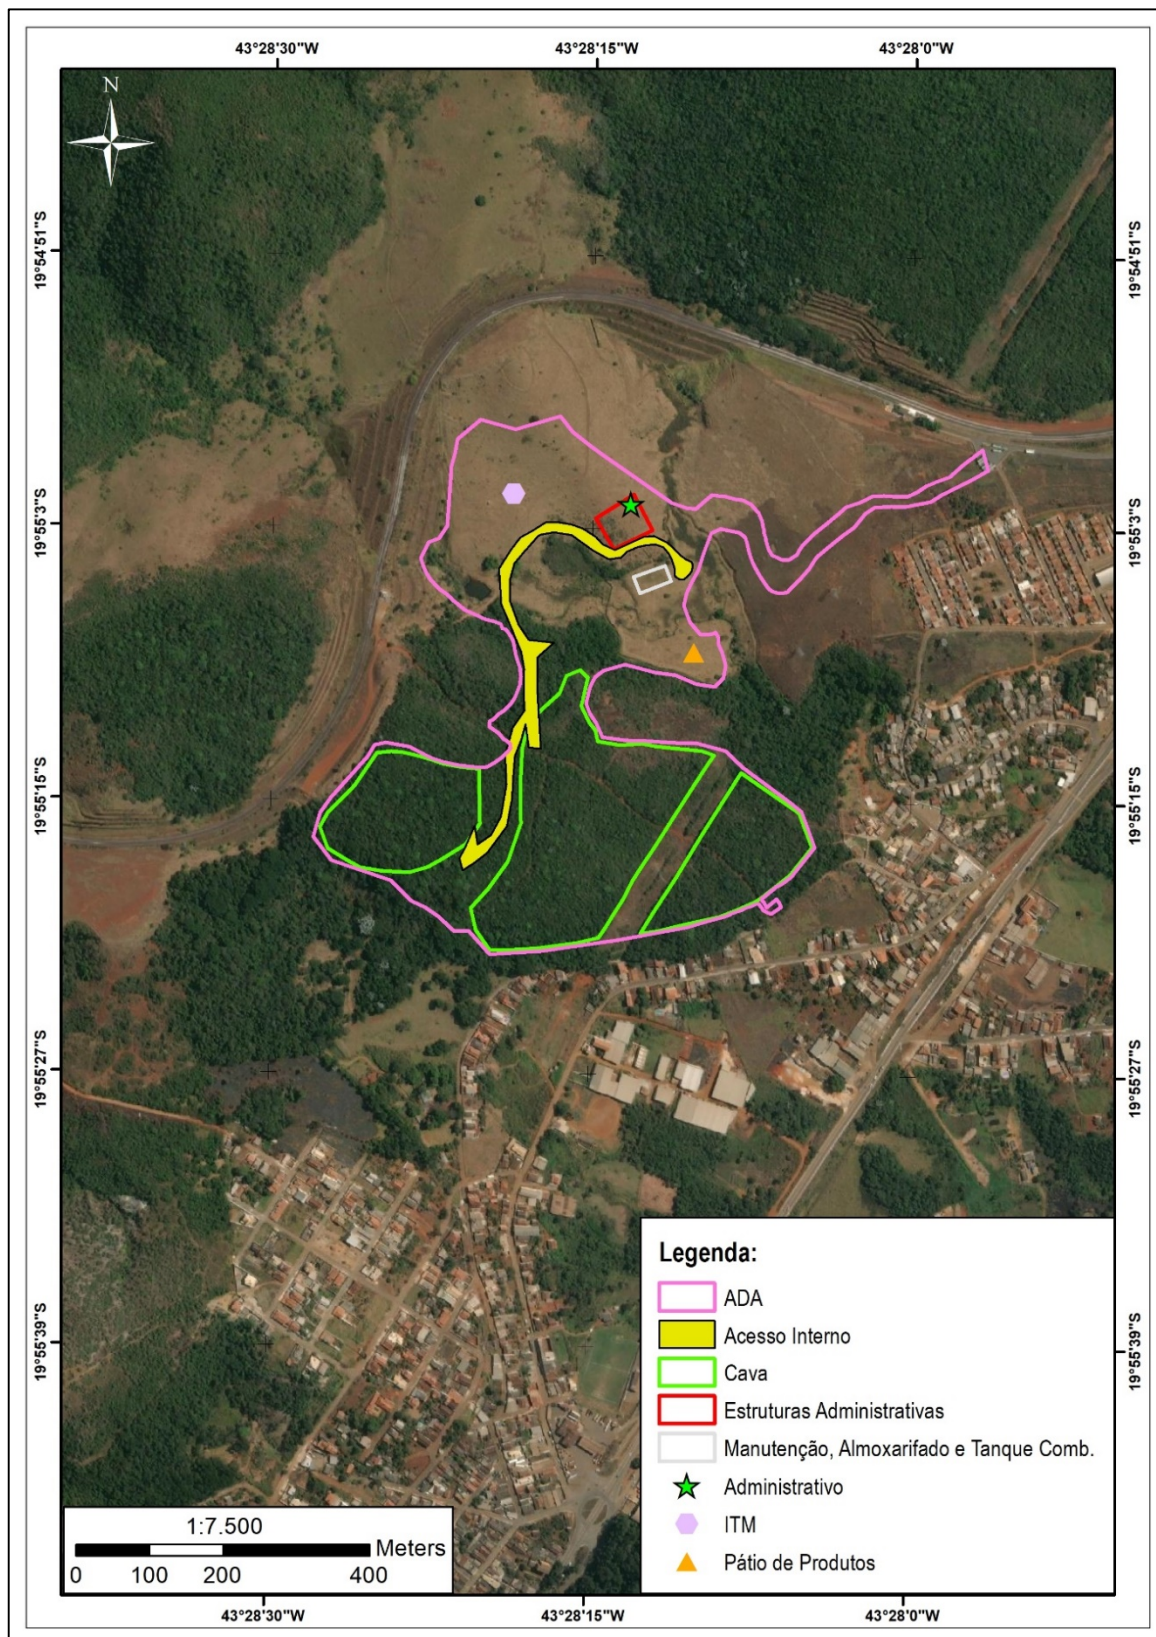 43°28'30"W
43°28'15"W
43°28'0"W
N
19°54'51"S
19°54'51"S
19°55'3"S
19°55'3"S
19°55'15"S
19°55'15"S
19°55'27"S
19°55'27"S
19°55'39"S
19°55'39"S
Legenda:
ADA
Acesso Interno
Cava
Estruturas Administrativas
Manutenção, Almoxarifado e Tanque Comb.
Administrativo
ITM
Pátio de Produtos
1:7.500
Meters
0 100 200 400
43°28'30"W
43°28'15"W
43°28'0"W